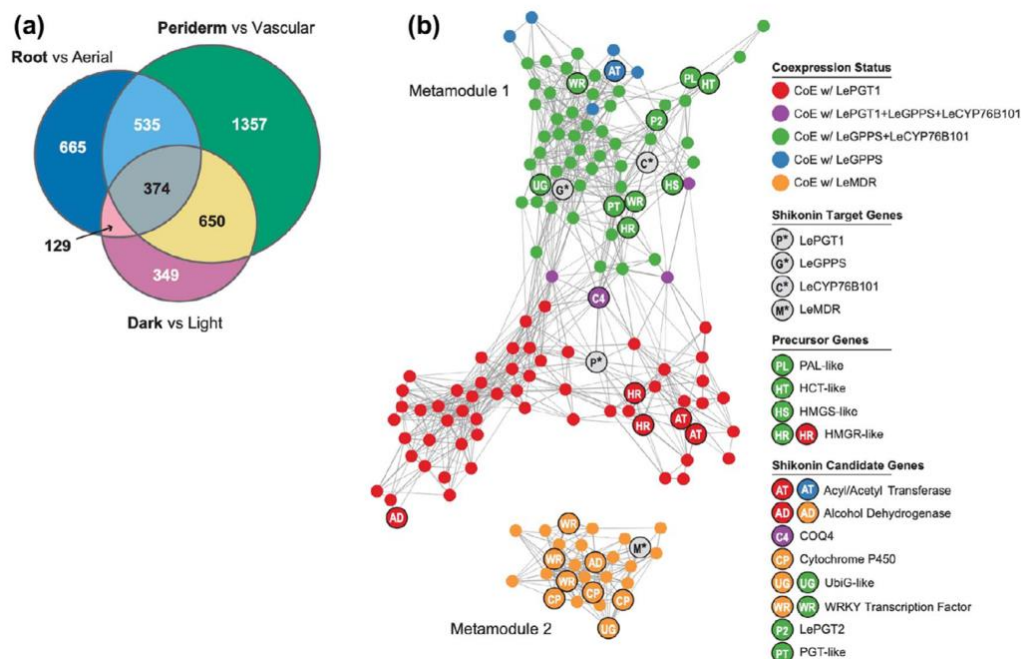 (a)
Periderm vs Vascular
Root vs Aerial
665
535
1357
374
650
129
349
Dark vs Light
(b)
Metamodule 1
AT
WR
PL
HT
P2
C*
UG
G*
HS
PT
WR
HR
C4
P*
HR
HR
AT
AT
AD
WR
M*
WR
AD
WR
CP
CP
CP
UG
Metamodule 2
Coexpression Status
CoE w/ LePGT1
CoE w/ LePGT1+LeGPPS+LeCYP76B101
CoE w/ LeGPPS+LeCYP76B101
CoE w/ LeGPPS
CoE w/ LeMDR
Shikonin Target Genes
P* LePGT1
G* LeGPPS
C* LeCYP76B101
M* LeMDR
Precursor Genes
PL PAL-like
HT HCT-like
HS HMGS-like
HR HR HMGR-like
Shikonin Candidate Genes
AT AT Acyl/Acetyl Transferase
AD AD Alcohol Dehydrogenase
C4 COQ4
CP Cytochrome P450
UG UG UbiG-like
WR WR WRKY Transcription Factor
P2 LePGT2
PT PGT-like